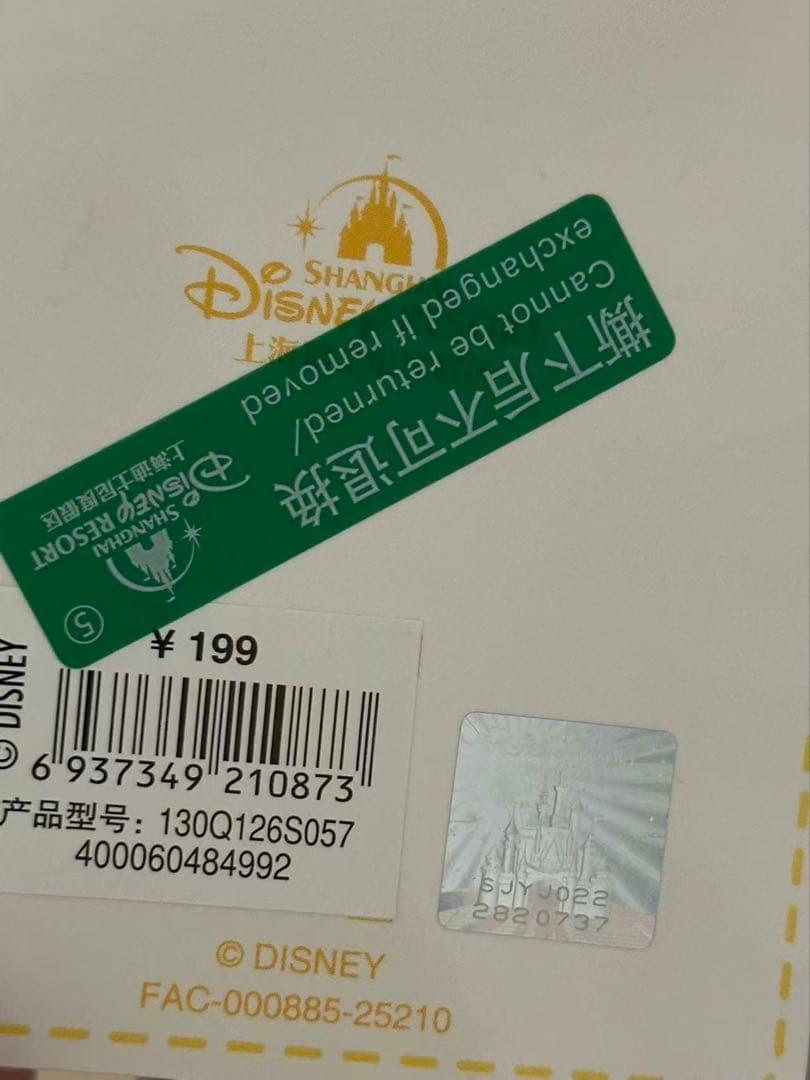 SHANGH
DISNE
上海
撕下后不可退换
Cannot be returned/
exchanged if removed
SHANGHAI
DISNEY RESORT
上海迪士尼度假区
⑤
© DISNEY
¥ 199
6 937349 210873
产品型号：130Q126S057
400060484992
SJYJ022
2820737
© DISNEY
FAC-000885-25210